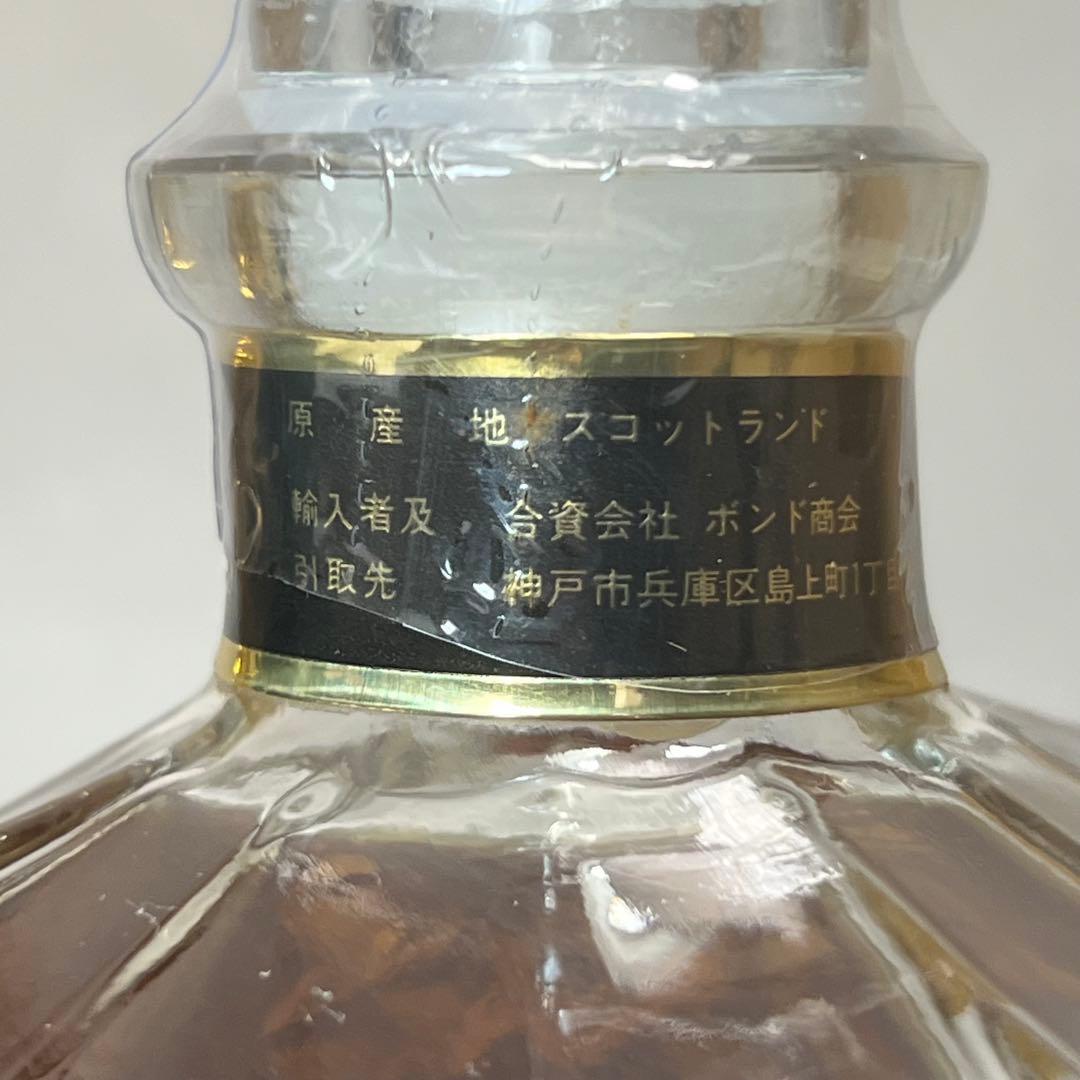 原産地 スコットランド
輸入者及 合資会社 ボンド商会
引取先 神戸市兵庫区島上町1丁目